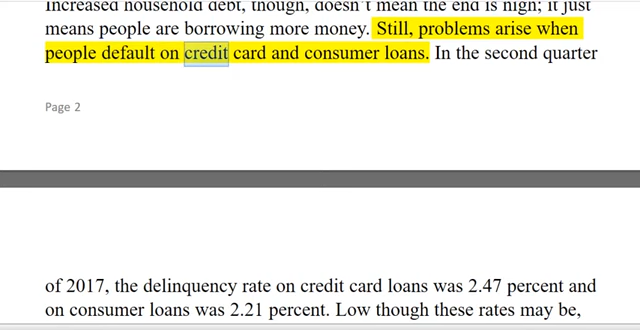 Increased household debt, though, doesn't mean the end is nigh; it just
means people are borrowing more money. Still, problems arise when
people default on credit card and consumer loans. In the second quarter
Page 2
of 2017, the delinquency rate on credit card loans was 2.47 percent and
on consumer loans was 2.21 percent. Low though these rates may be,